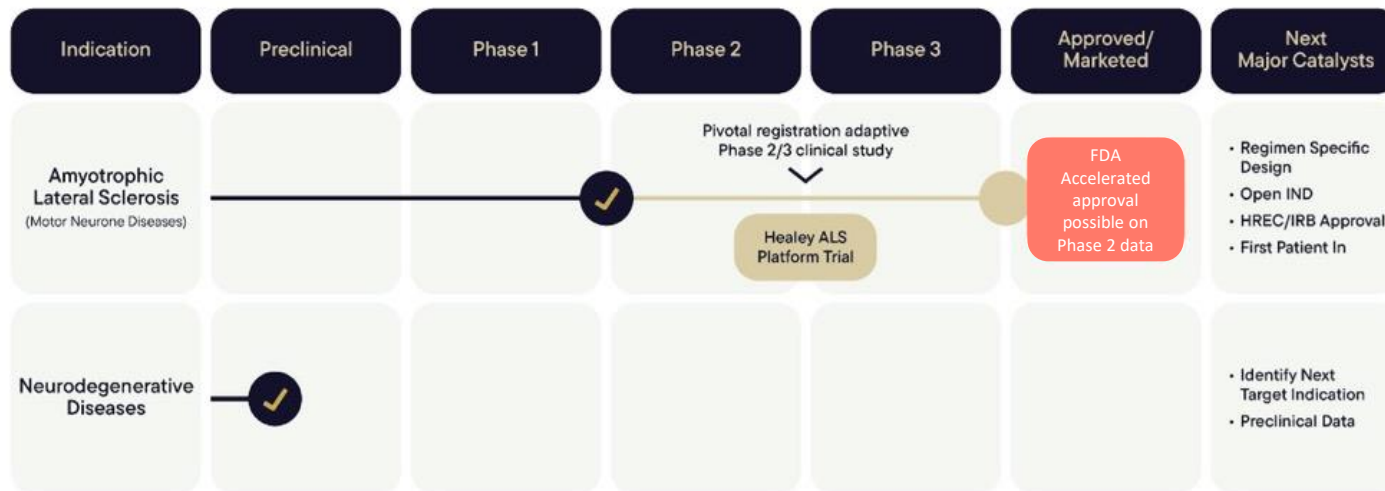 Indication
Preclinical
Phase 1
Phase 2
Phase 3
Approved/
Marketed
Next
Major Catalysts
Amyotrophic
Lateral Sclerosis
(Motor Neurone Diseases)
Pivotal registration adaptive
Phase 2/3 clinical study
Healey ALS
Platform Trial
FDA
Accelerated
approval
possible on
Phase 2 data
• Regimen Specific
Design
• Open IND
• HREC/IRB Approval
• First Patient In
Neurodegenerative
Diseases
• Identify Next
Target Indication
• Preclinical Data